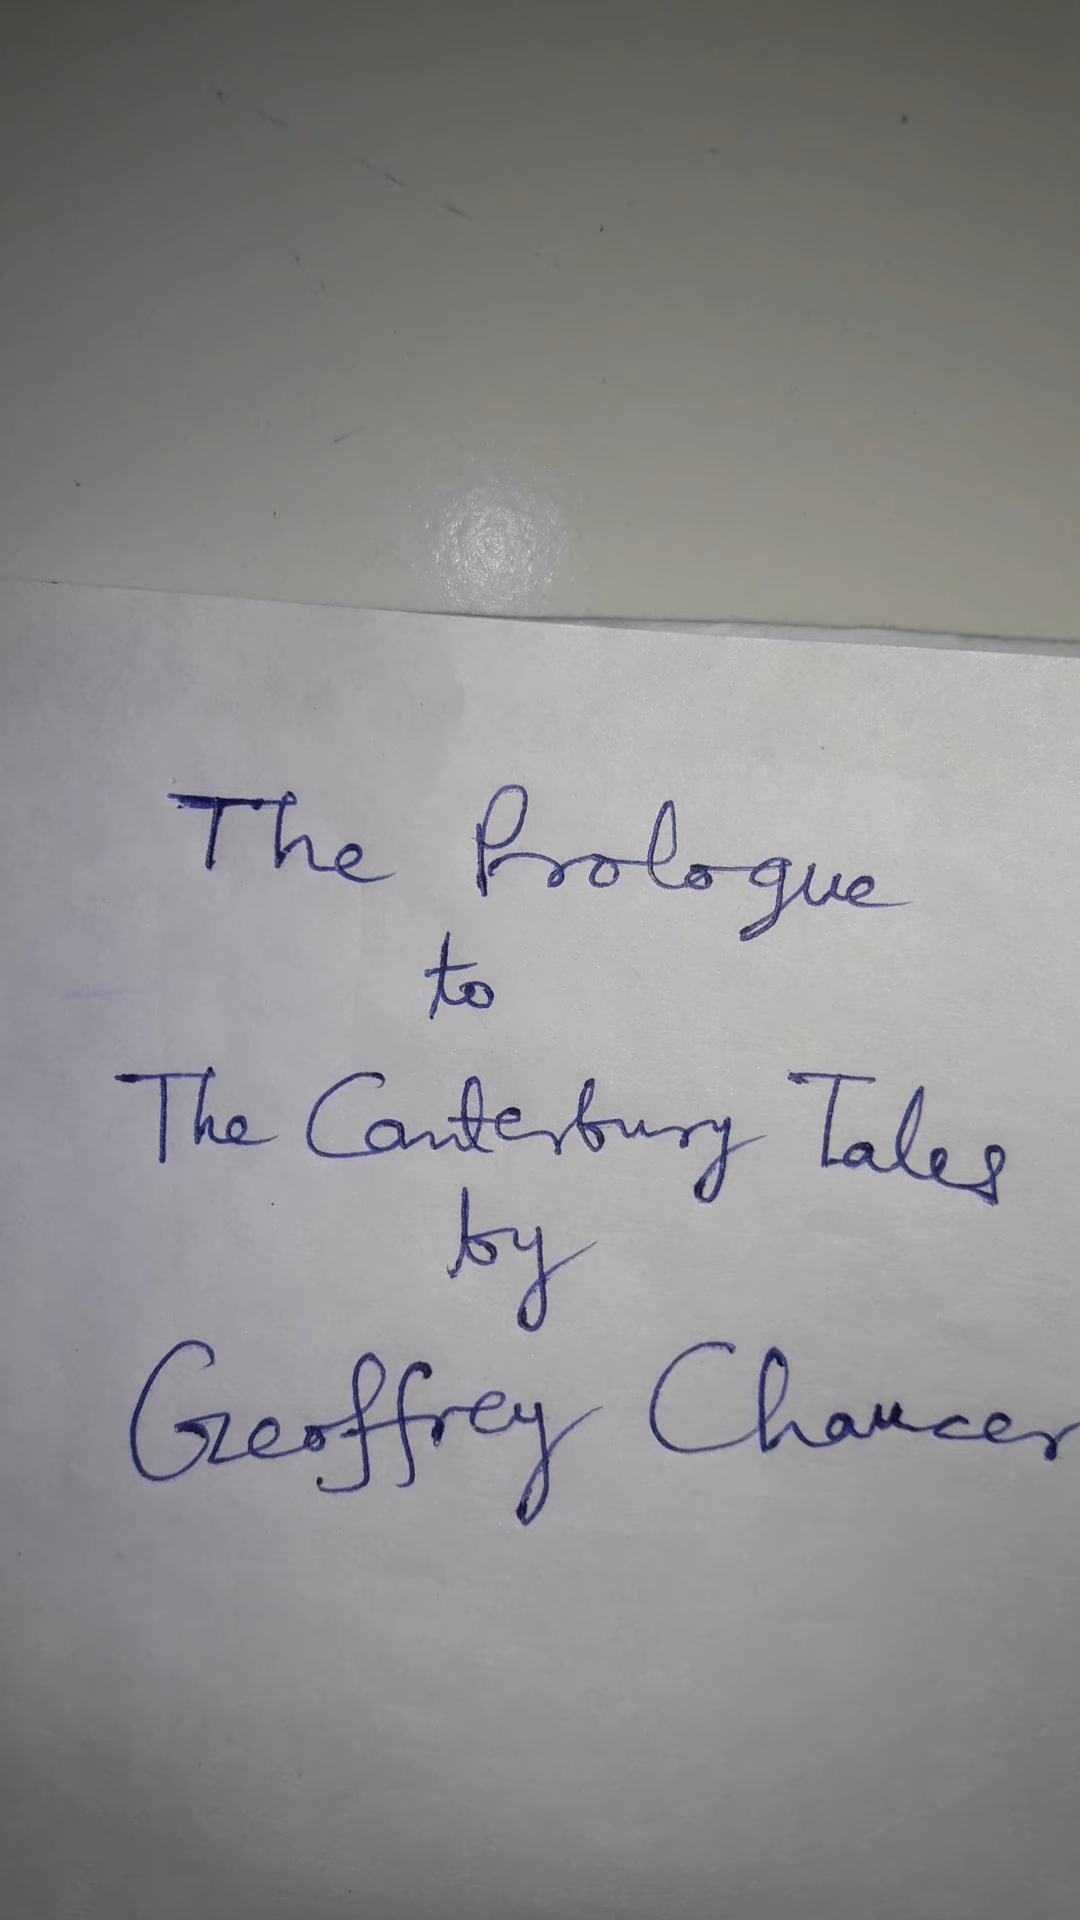 The Prologue
to
The Canterbury Tales
by
Geoffrey Chaucer